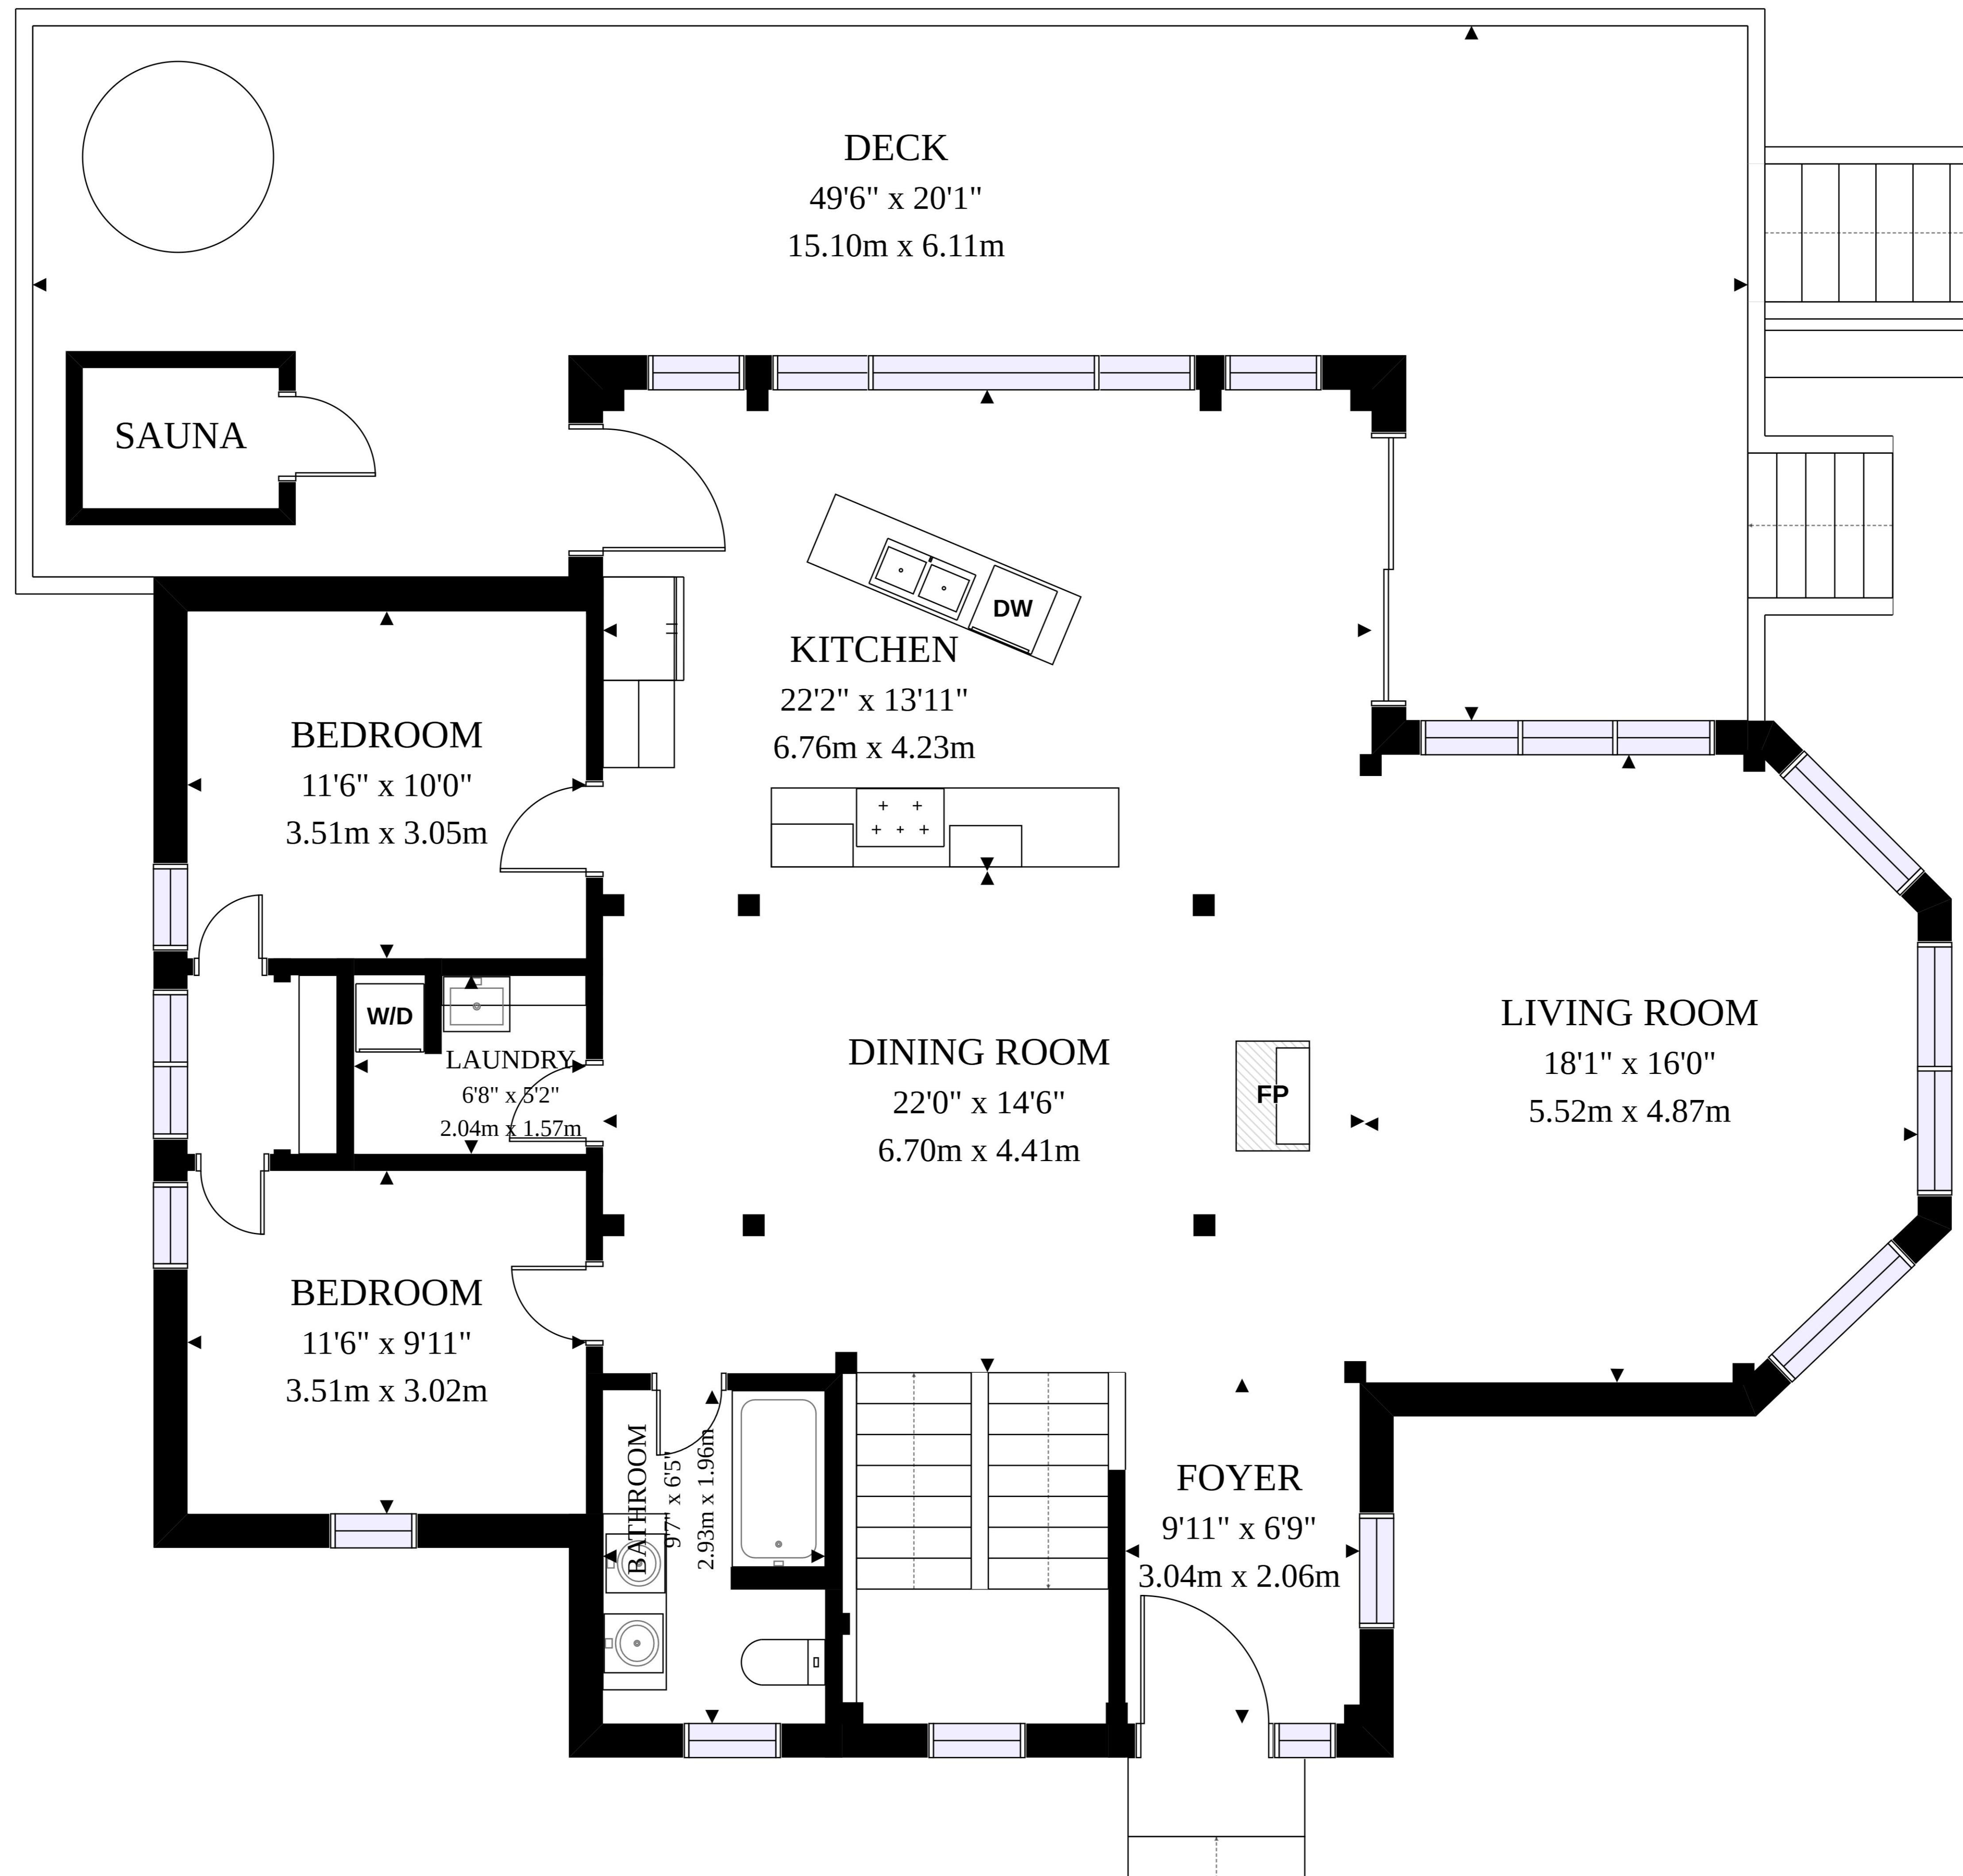 DECK
49'6" x 20'1"
15.10m x 6.11m
SAUNA
DW
KITCHEN
22'2" x 13'11"
6.76m x 4.23m
BEDROOM
11'6" x 10'0"
3.51m x 3.05m
W/D
LAUNDRY
6'8" x 5'2"
2.04m x 1.57m
DINING ROOM
22'0" x 14'6"
6.70m x 4.41m
FP
LIVING ROOM
18'1" x 16'0"
5.52m x 4.87m
BEDROOM
11'6" x 9'11"
3.51m x 3.02m
BATHROOM
9'7" x 6'5"
2.93m x 1.96m
FOYER
9'11" x 6'9"
3.04m x 2.06m